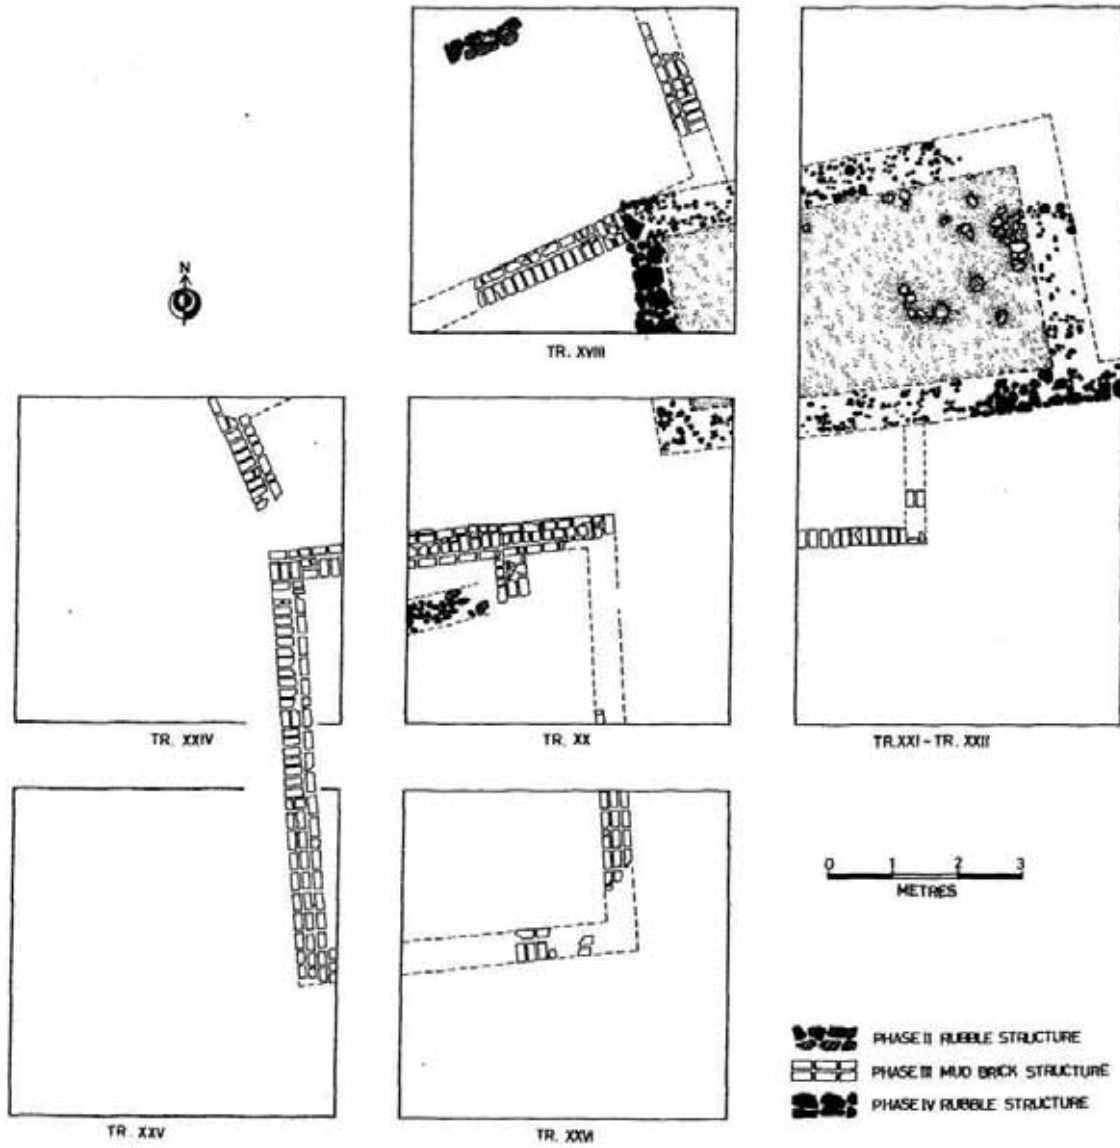 N
TR. XVIII
TR. XXIV
TR. XX
TR.XXI - TR. XXII
0 1 2 3
METRES
PHASE II RUBBLE STRUCTURE
PHASE III MUD BRICK STRUCTURE
PHASE IV RUBBLE STRUCTURE
TR. XXV
TR. XXVI